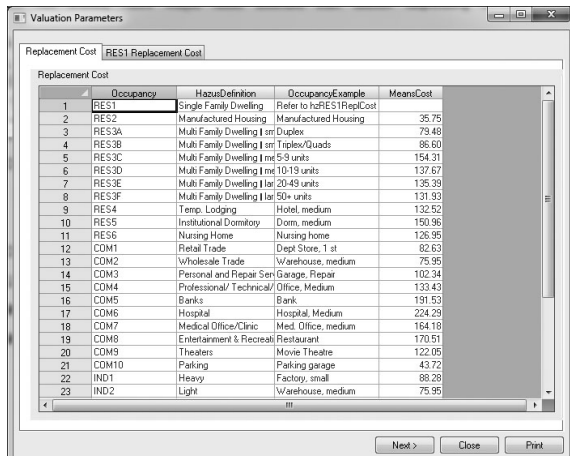 Valuation Parameters
Replacement Cost RES1 Replacement Cost
Replacement Cost
Occupancy HazusDefinition OccupancyExample MeansCost
1 RES1 Single Family Dwelling Refer to hzRES1ReplCost
2 RES2 Manufactured Housing Manufactured Housing 35.75
3 RES3A Multi Family Dwelling sm Duplex 79.48
4 RES3B Multi Family Dwelling sm Triplex/Quads 86.60
5 RES3C Multi Family Dwelling me 5-9 units 154.31
6 RES3D Multi Family Dwelling me 10-19 units 137.67
7 RES3E Multi Family Dwelling lar 20-49 units 135.39
8 RES3F Multi Family Dwelling lar 50+ units 131.93
9 RES4 Temp. Lodging Hotel, medium 132.52
10 RES5 Institutional Dormitory Dorm, medium 150.96
11 RES6 Nursing Home Nursing home 126.95
12 COM1 Retail Trade Dept Store, 1 st 82.63
13 COM2 Wholesale Trade Warehouse, medium 75.95
14 COM3 Personal and Repair Ser Garage, Repair 102.34
15 COM4 Professional/ Technical/ Office, Medium 133.43
16 COM5 Banks Bank 191.53
17 COM6 Hospital Hospital, Medium 224.29
18 COM7 Medical Office/Clinic Med. Office, medium 164.18
19 COM8 Entertainment & Recreati Restaurant 170.51
20 COM9 Theaters Movie Theatre 122.05
21 COM10 Parking Parking garage 43.72
22 IND1 Heavy Factory, small 88.28
23 IND2 Light Warehouse, medium 75.95
Next > Close Print